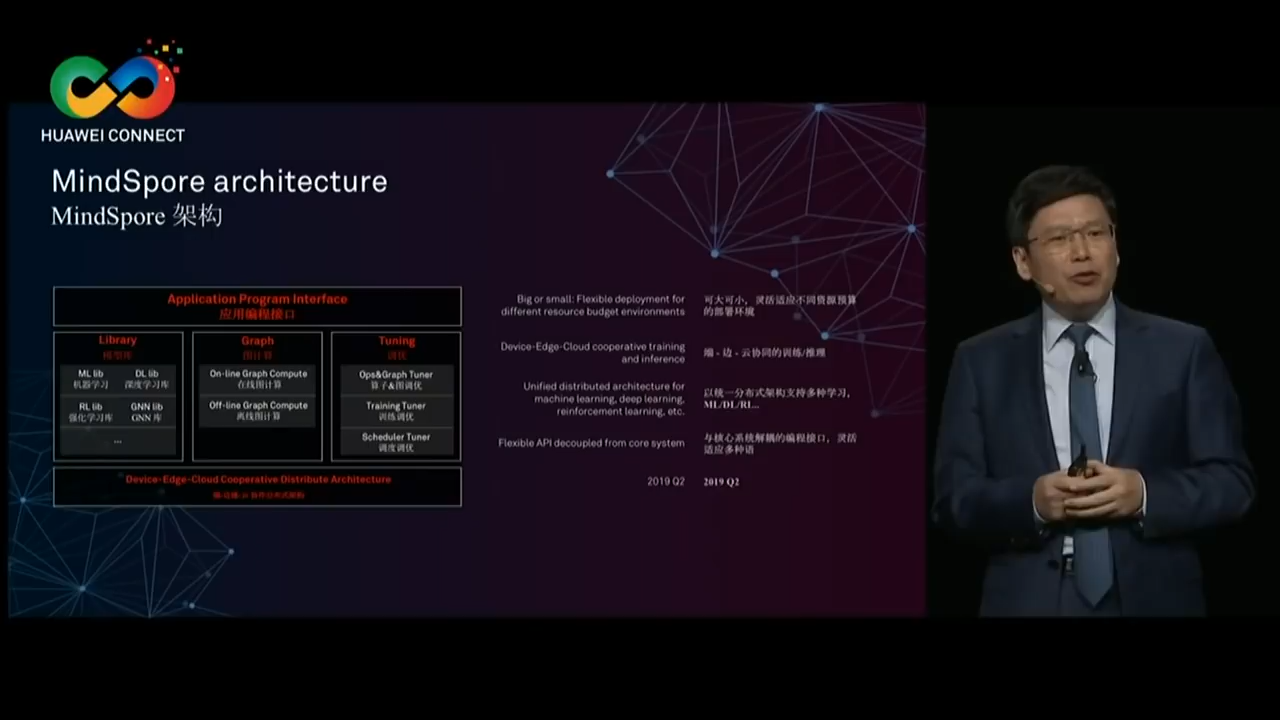 HUAWEI CONNECT
MindSpore architecture
MindSpore 架构
Application Program Interface
应用编程接口
Library
模型库
ML lib
机器学习
DL lib
深度学习库
RL lib
强化学习库
GNN lib
GNN 库
...
Graph
图计算
On-line Graph Compute
在线图计算
Off-line Graph Compute
离线图计算
Tuning
调优
Ops&Graph Tuner
算子&图调优
Training Tuner
训练调优
Scheduler Tuner
调度调优
Device-Edge-Cloud Cooperative Distribute Architecture
Big or small: Flexible deployment for
different resource budget environments
可大可小，灵活适应不同资源预算
的部署环境
Device-Edge-Cloud cooperative training
and inference
端 - 边 - 云协同的训练/推理
Unified distributed architecture for
machine learning, deep learning,
reinforcement learning, etc.
以统一分布式架构支持多种学习，
ML/DL/RL...
Flexible API decoupled from core system
与核心系统解耦的编程接口，灵活
适应多种语
2019 Q2
2019 Q2